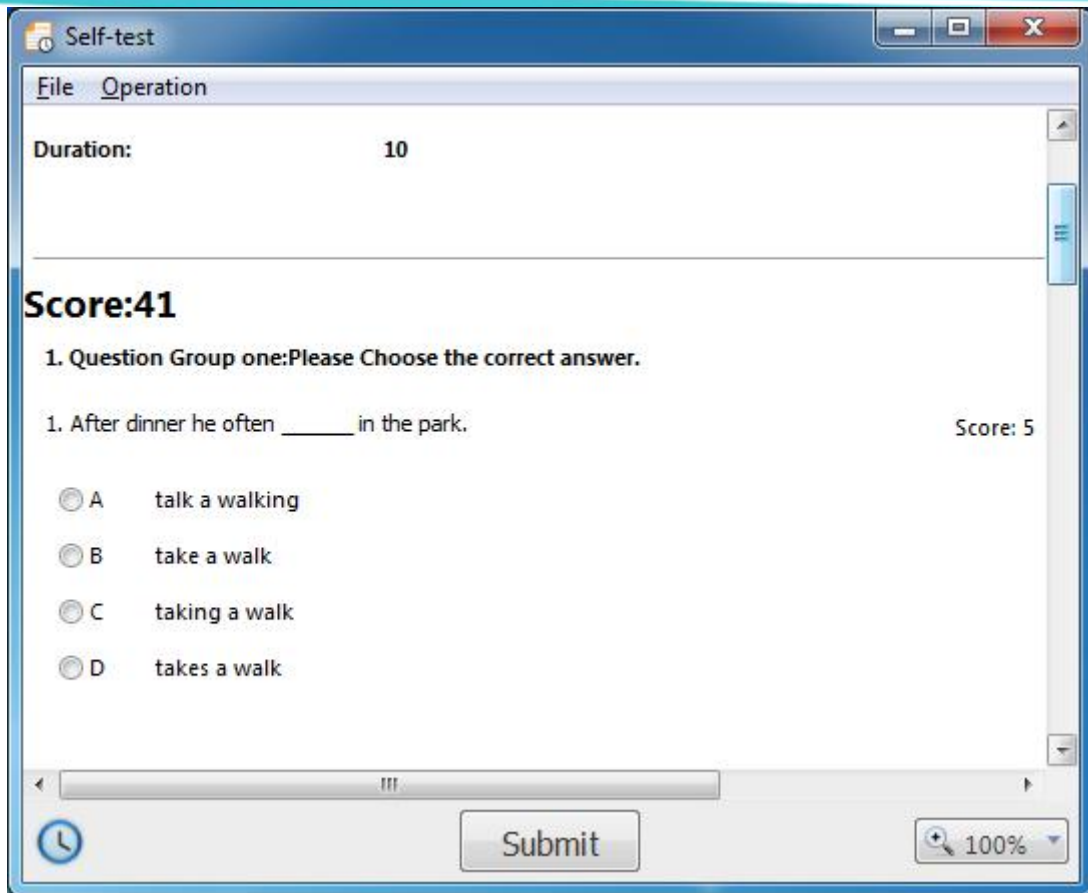 Self-test
File Operation
Duration: 10
Score:41
1. Question Group one:Please Choose the correct answer.
1. After dinner he often ______ in the park. Score: 5
A talk a walking
B take a walk
C taking a walk
D takes a walk
Submit 100%